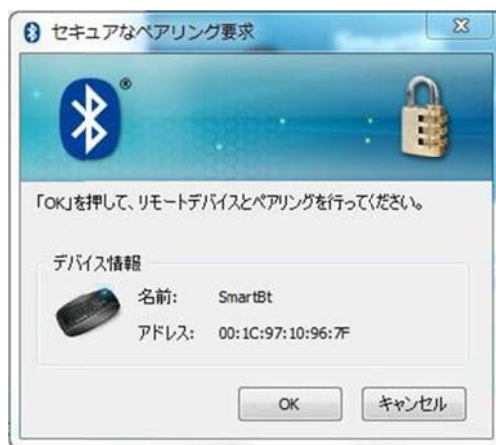 セキュアなペアリング要求
®
「OK」を押して、リモートデバイスとペアリングを行ってください。
デバイス情報
名前: SmartBt
アドレス: 00:1C:97:10:96:7F
OK キャンセル